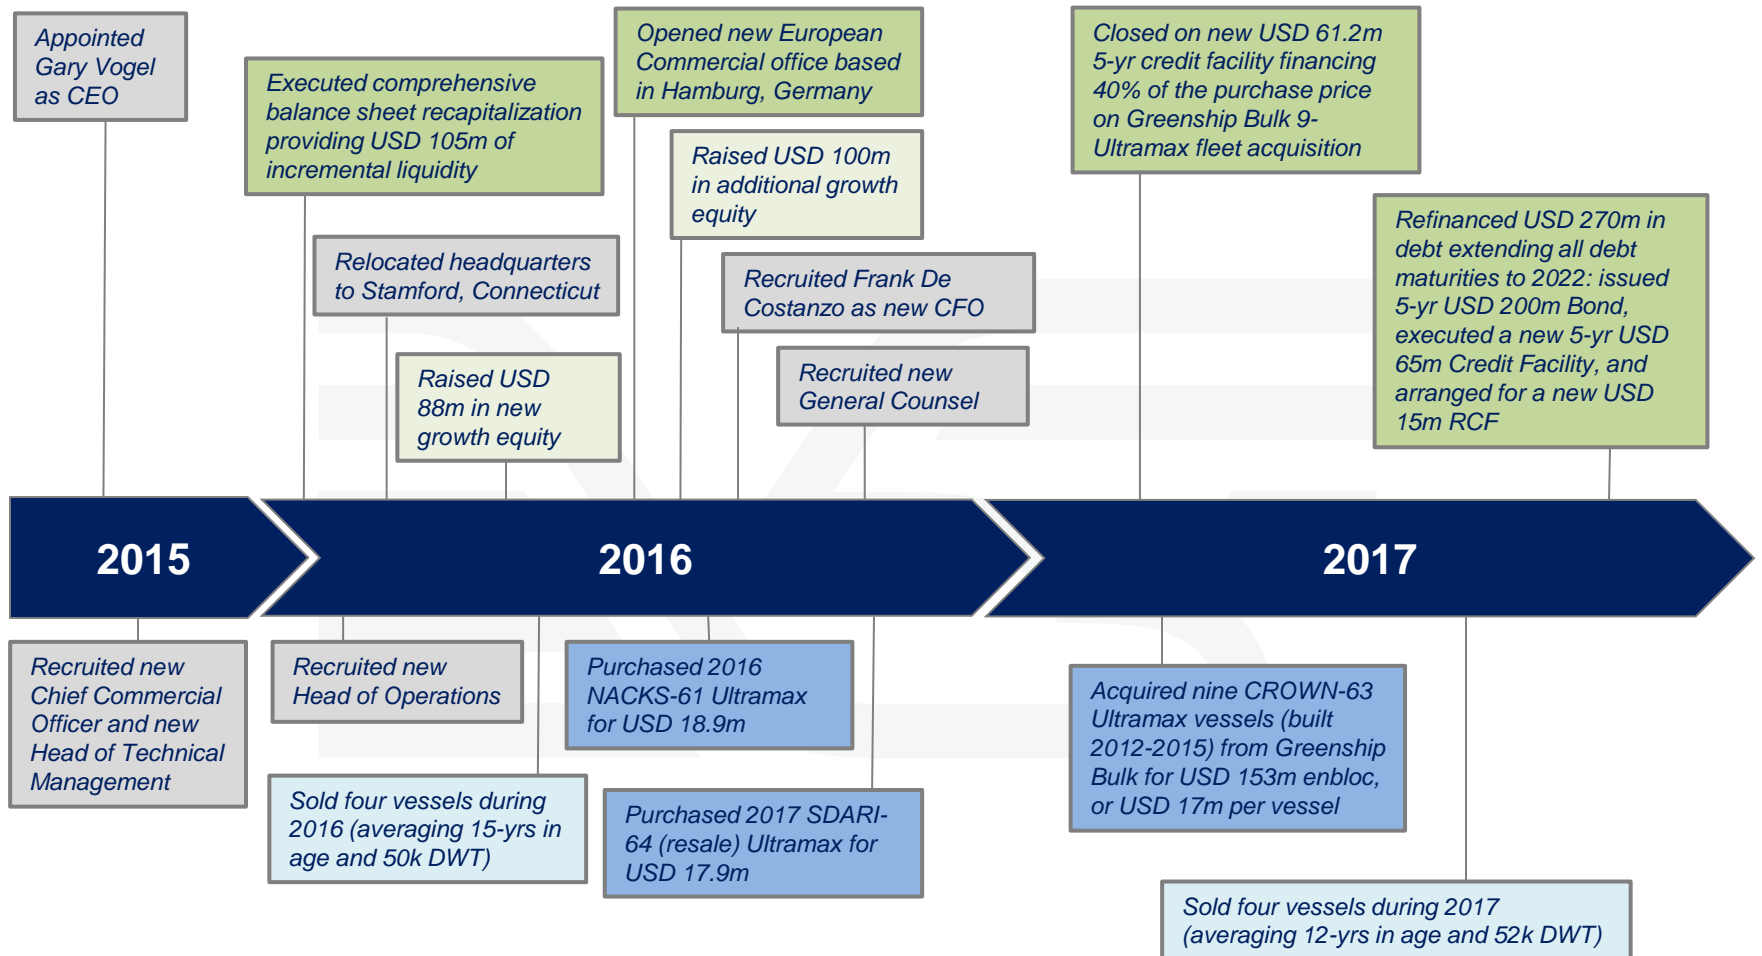 Appointed
Gary Vogel
as CEO
Executed comprehensive
balance sheet recapitalization
providing USD 105m of
incremental liquidity
Relocated headquarters
to Stamford, Connecticut
Raised USD
88m in new
growth equity
Opened new European
Commercial office based
in Hamburg, Germany
Raised USD 100m
in additional growth
equity
Recruited Frank De
Costanzo as new CFO
Recruited new
General Counsel
Closed on new USD 61.2m
5-yr credit facility financing
40% of the purchase price
on Greenship Bulk 9-
Ultramax fleet acquisition
Refinanced USD 270m in
debt extending all debt
maturities to 2022: issued
5-yr USD 200m Bond,
executed a new 5-yr USD
65m Credit Facility, and
arranged for a new USD
15m RCF
2015
2016
2017
Recruited new
Chief Commercial
Officer and new
Head of Technical
Management
Recruited new
Head of Operations
Sold four vessels during
2016 (averaging 15-yrs in
age and 50k DWT)
Purchased 2016
NACKS-61 Ultramax
for USD 18.9m
Purchased 2017 SDARI-
64 (resale) Ultramax for
USD 17.9m
Acquired nine CROWN-63
Ultramax vessels (built
2012-2015) from Greenship
Bulk for USD 153m enbloc,
or USD 17m per vessel
Sold four vessels during 2017
(averaging 12-yrs in age and 52k DWT)